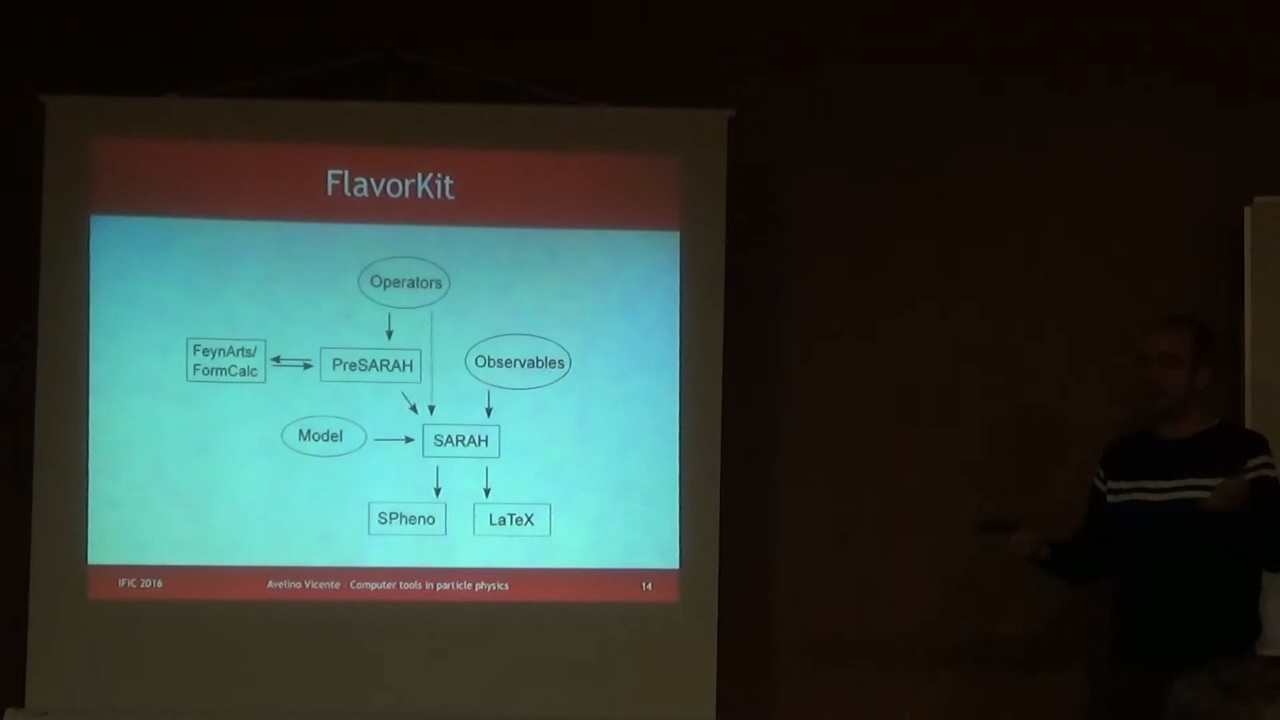 FlavorKit
Operators
FeynArts/
FormCalc
PreSARAH
Observables
Model
SARAH
SPheno
LaTeX
IFIC 2016
Avelino Vicente - Computer tools in particle physics
14